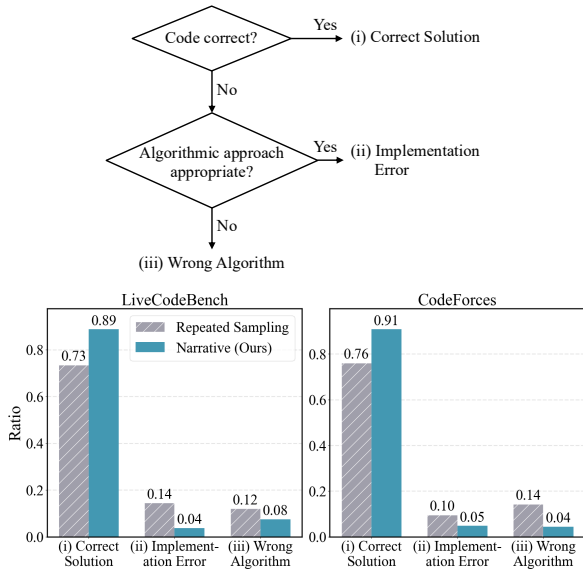 Code correct?
Yes
(i) Correct Solution
No
Algorithmic approach
appropriate?
Yes
(ii) Implementation
Error
No
(iii) Wrong Algorithm
LiveCodeBench
CodeForces
Ratio
0.8
0.6
0.4
0.2
0.0
0.73
0.89
0.14
0.04
0.12
0.08
Repeated Sampling
Narrative (Ours)
(i) Correct
Solution
(ii) Implement-
ation Error
(iii) Wrong
Algorithm
0.8
0.6
0.4
0.2
0.0
0.76
0.91
0.10
0.05
0.14
0.04
(i) Correct
Solution
(ii) Implement-
ation Error
(iii) Wrong
Algorithm